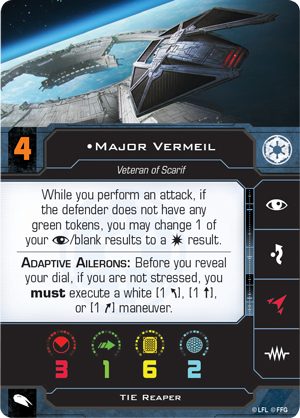 4
•Major Vermeil
Veteran of Scarif
While you perform an attack, if
the defender does not have any
green tokens, you may change 1 of
your /blank results to a result.
Adaptive Ailerons: Before you reveal
your dial, if you are not stressed, you
must execute a white [1 ↖], [1 ↑],
or [1 ↗] maneuver.
3 1 6 2
TIE Reaper
© LFL © FFG